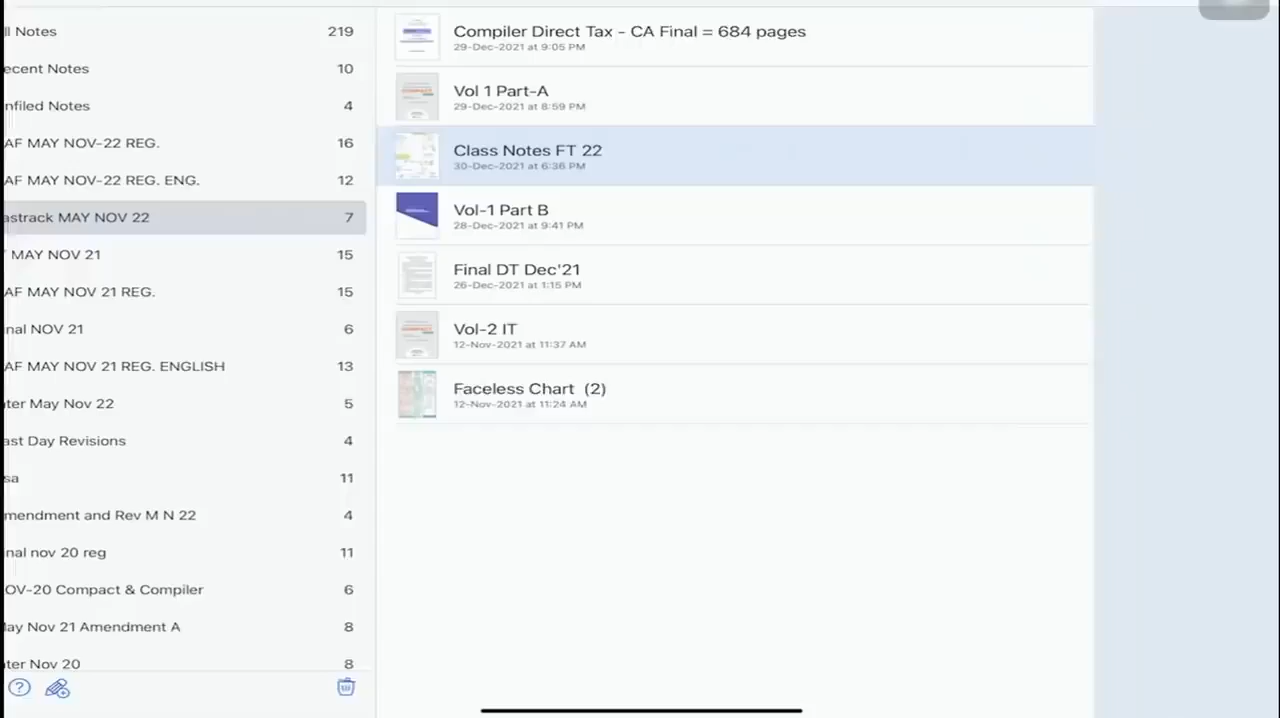 ll Notes 219
ecent Notes 10
nfiled Notes 4
AF MAY NOV-22 REG. 16
AF MAY NOV-22 REG. ENG. 12
astrack MAY NOV 22 7
MAY NOV 21 15
AF MAY NOV 21 REG. 15
nal NOV 21 6
AF MAY NOV 21 REG. ENGLISH 13
ter May Nov 22 5
ast Day Revisions 4
sa 11
mendment and Rev M N 22 4
nal nov 20 reg 11
OV-20 Compact & Compiler 6
lay Nov 21 Amendment A 8
ter Nov 20 8
Compiler Direct Tax - CA Final = 684 pages
29-Dec-2021 at 9:05 PM
Vol 1 Part-A
29-Dec-2021 at 8:59 PM
Class Notes FT 22
30-Dec-2021 at 6:36 PM
Vol-1 Part B
28-Dec-2021 at 9:41 PM
Final DT Dec'21
26-Dec-2021 at 1:15 PM
Vol-2 IT
12-Nov-2021 at 11:37 AM
Faceless Chart (2)
12-Nov-2021 at 11:24 AM